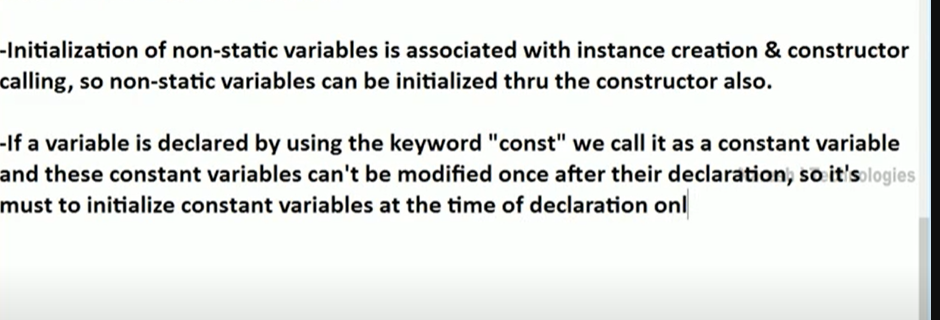 -Initialization of non-static variables is associated with instance creation & constructor
calling, so non-static variables can be initialized thru the constructor also.
-If a variable is declared by using the keyword "const" we call it as a constant variable
and these constant variables can't be modified once after their declaration, so it's
must to initialize constant variables at the time of declaration onl